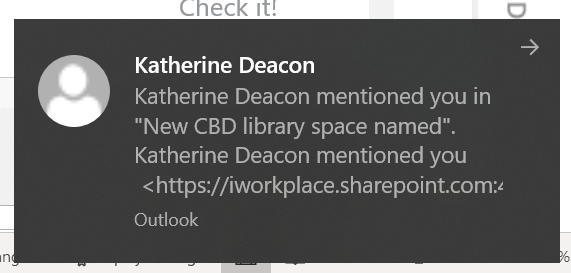 Check it!
D
Katherine Deacon
Katherine Deacon mentioned you in
"New CBD library space named".
Katherine Deacon mentioned you
<https://iworkplace.sharepoint.com:4
Outlook
%